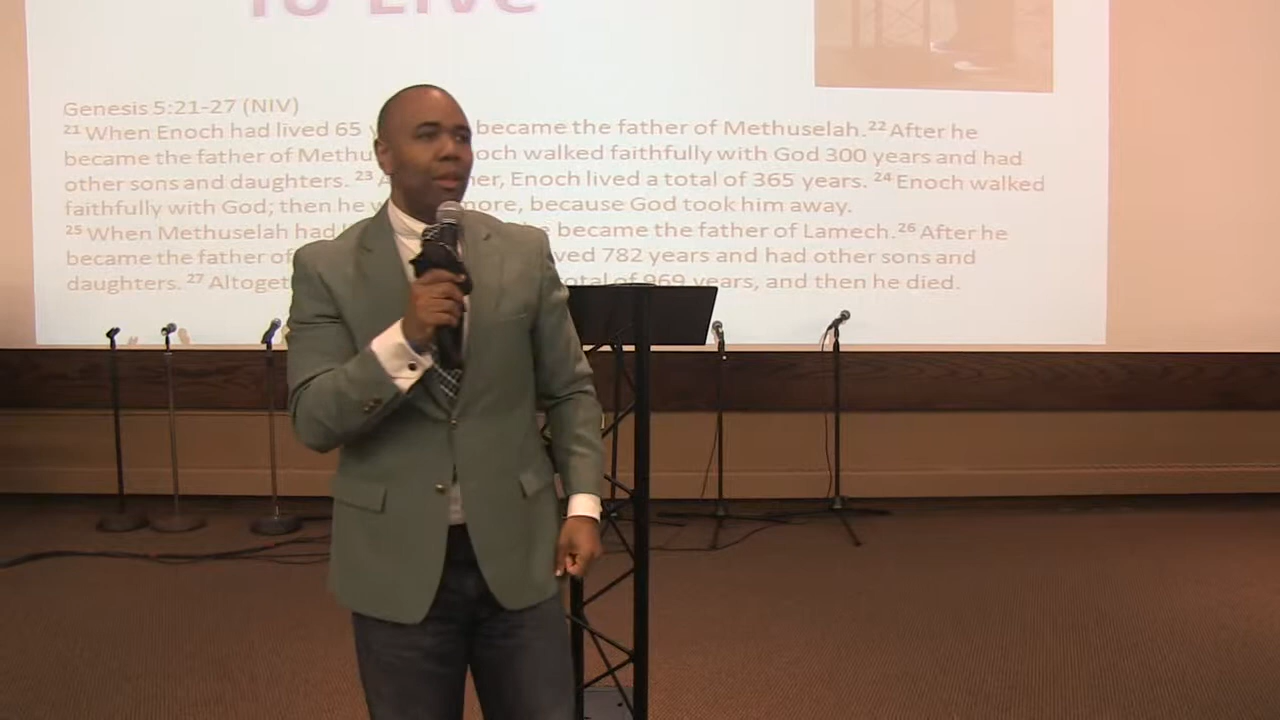 To Live
Genesis 5:21-27 (NIV)
21 When Enoch had lived 65 became the father of Methuselah. 22 After he
became the father of och walked faithfully with God 300 years and had
other sons and daughters. 23 her, Enoch lived a total of 365 years. 24 Enoch walked
faithfully with God; then he more, because God took him away.
25 When Methuselah had he became the father of Lamech. 26 After he
became the father of ved 782 years and had other sons and
daughters. 27 total of 969 years, and then he died.